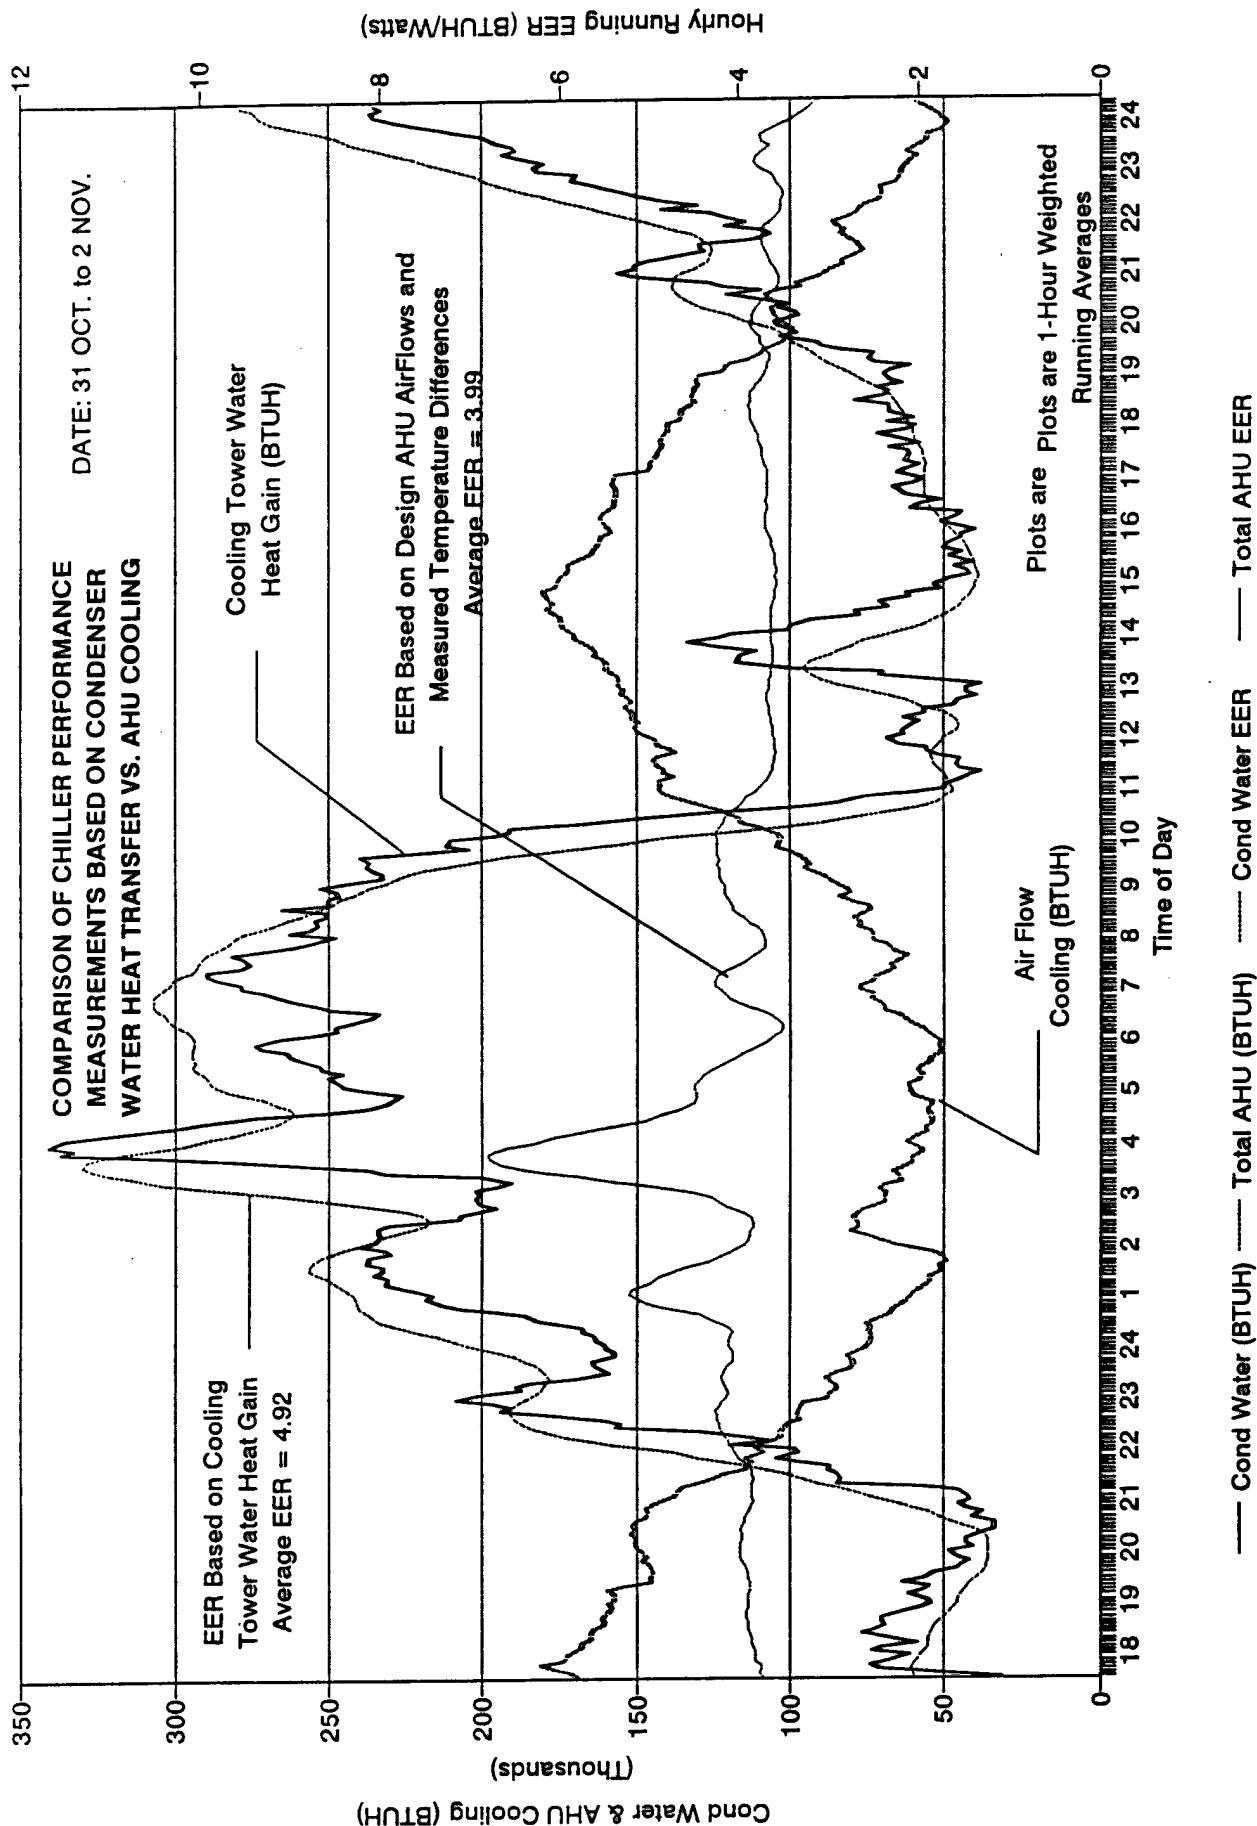 COMPARISON OF CHILLER PERFORMANCE
MEASUREMENTS BASED ON CONDENSER
WATER HEAT TRANSFER VS. AHU COOLING
DATE: 31 OCT. to 2 NOV.
Cond Water & AHU Cooling (BTUH)
(Thousands)
350
300
250
200
150
100
50
0
Hourly Running EER (BTUH/Watts)
12
10
8
6
4
2
0
EER Based on Cooling
Tower Water Heat Gain
Average EER = 4.92
Cooling Tower Water
Heat Gain (BTUH)
EER Based on Design AHU AirFlows and
Measured Temperature Differences
Average EER = 3.99
Air Flow
Cooling (BTUH)
Plots are Plots are 1-Hour Weighted
Running Averages
18 19 20 21 22 23 24 1 2 3 4 5 6 7 8 9 10 11 12 13 14 15 16 17 18 19 20 21 22 23 24
Time of Day
Cond Water (BTUH) Total AHU (BTUH) Cond Water EER Total AHU EER